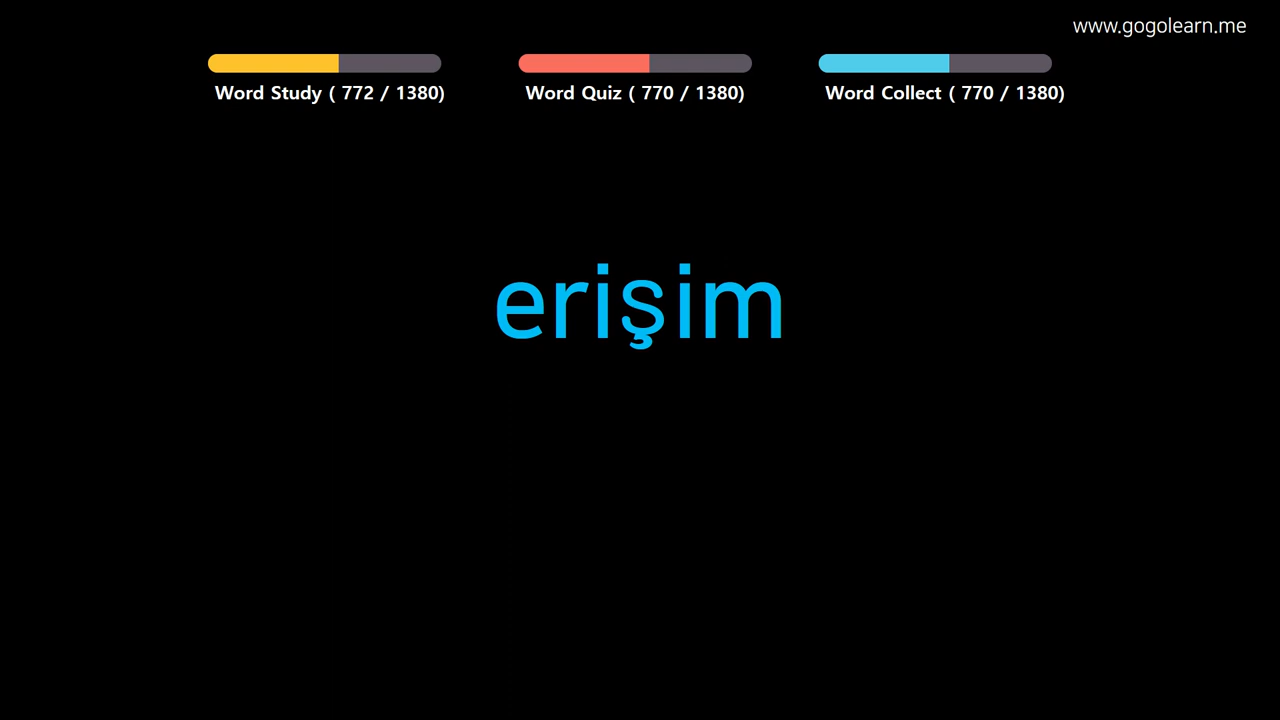 www.gogolearn.me
Word Study ( 772 / 1380)
Word Quiz ( 770 / 1380)
Word Collect ( 770 / 1380)
erişim